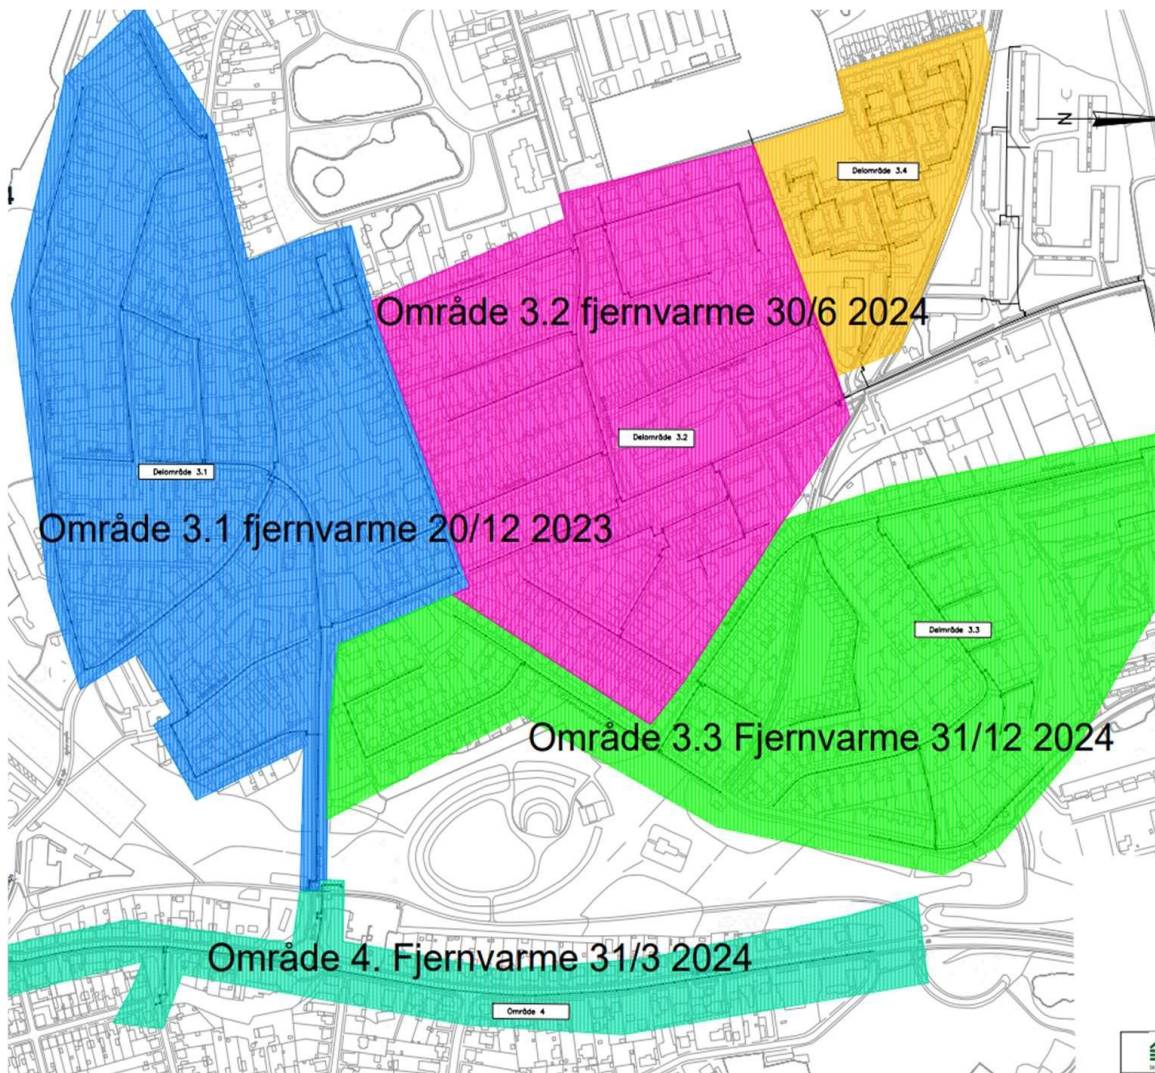 N
Delområde 3.4
Område 3.2 fjernvarme 30/6 2024
Delområde 3.2
Delområde 3.1
Område 3.1 fjernvarme 20/12 2023
Delmråde 3.3
Område 3.3 Fjernvarme 31/12 2024
Område 4. Fjernvarme 31/3 2024
Område 4